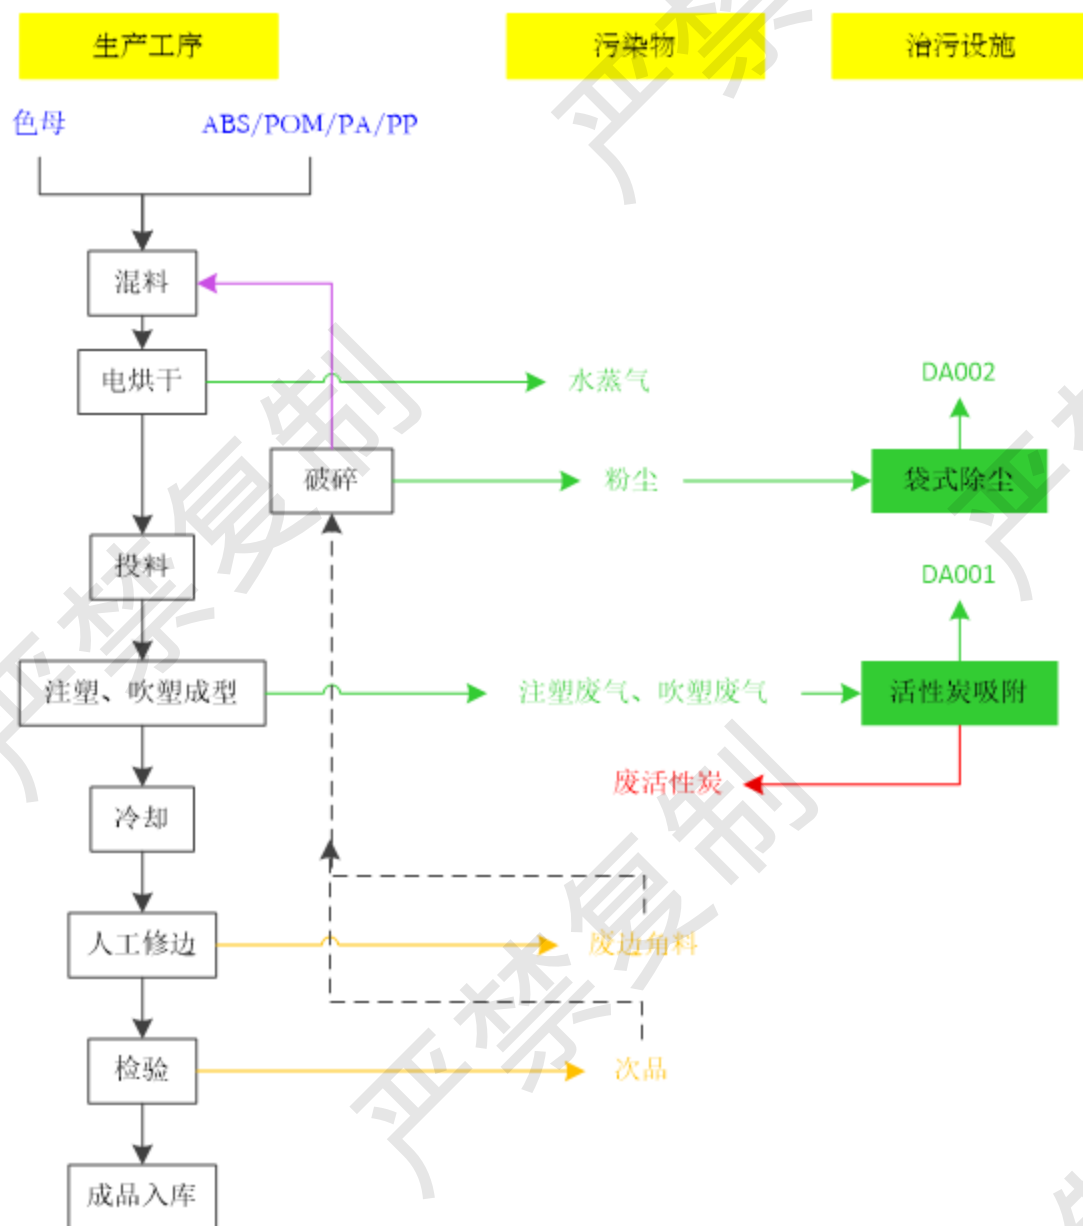 生产工序 污染物 治污设施
色母 ABS/POM/PA/PP
混料
电烘干 水蒸气 DA002
破碎 粉尘 袋式除尘
投料 DA001
注塑、吹塑成型 注塑废气、吹塑废气 活性炭吸附
废活性炭
冷却
人工修边 废边角料
检验 次品
成品入库
严禁复制
严禁复制
严禁复制